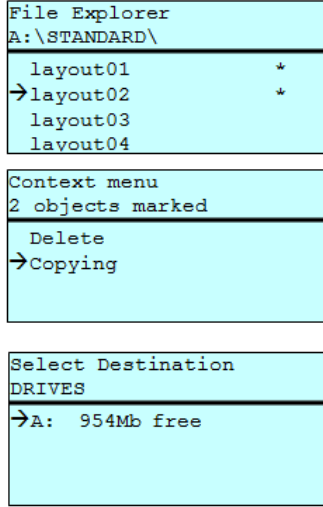 File Explorer
A:\STANDARD\
layout01 *
→layout02 *
layout03
layout04
Context menu
2 objects marked
Delete
→Copying
Select Destination
DRIVES
→A: 954Mb free